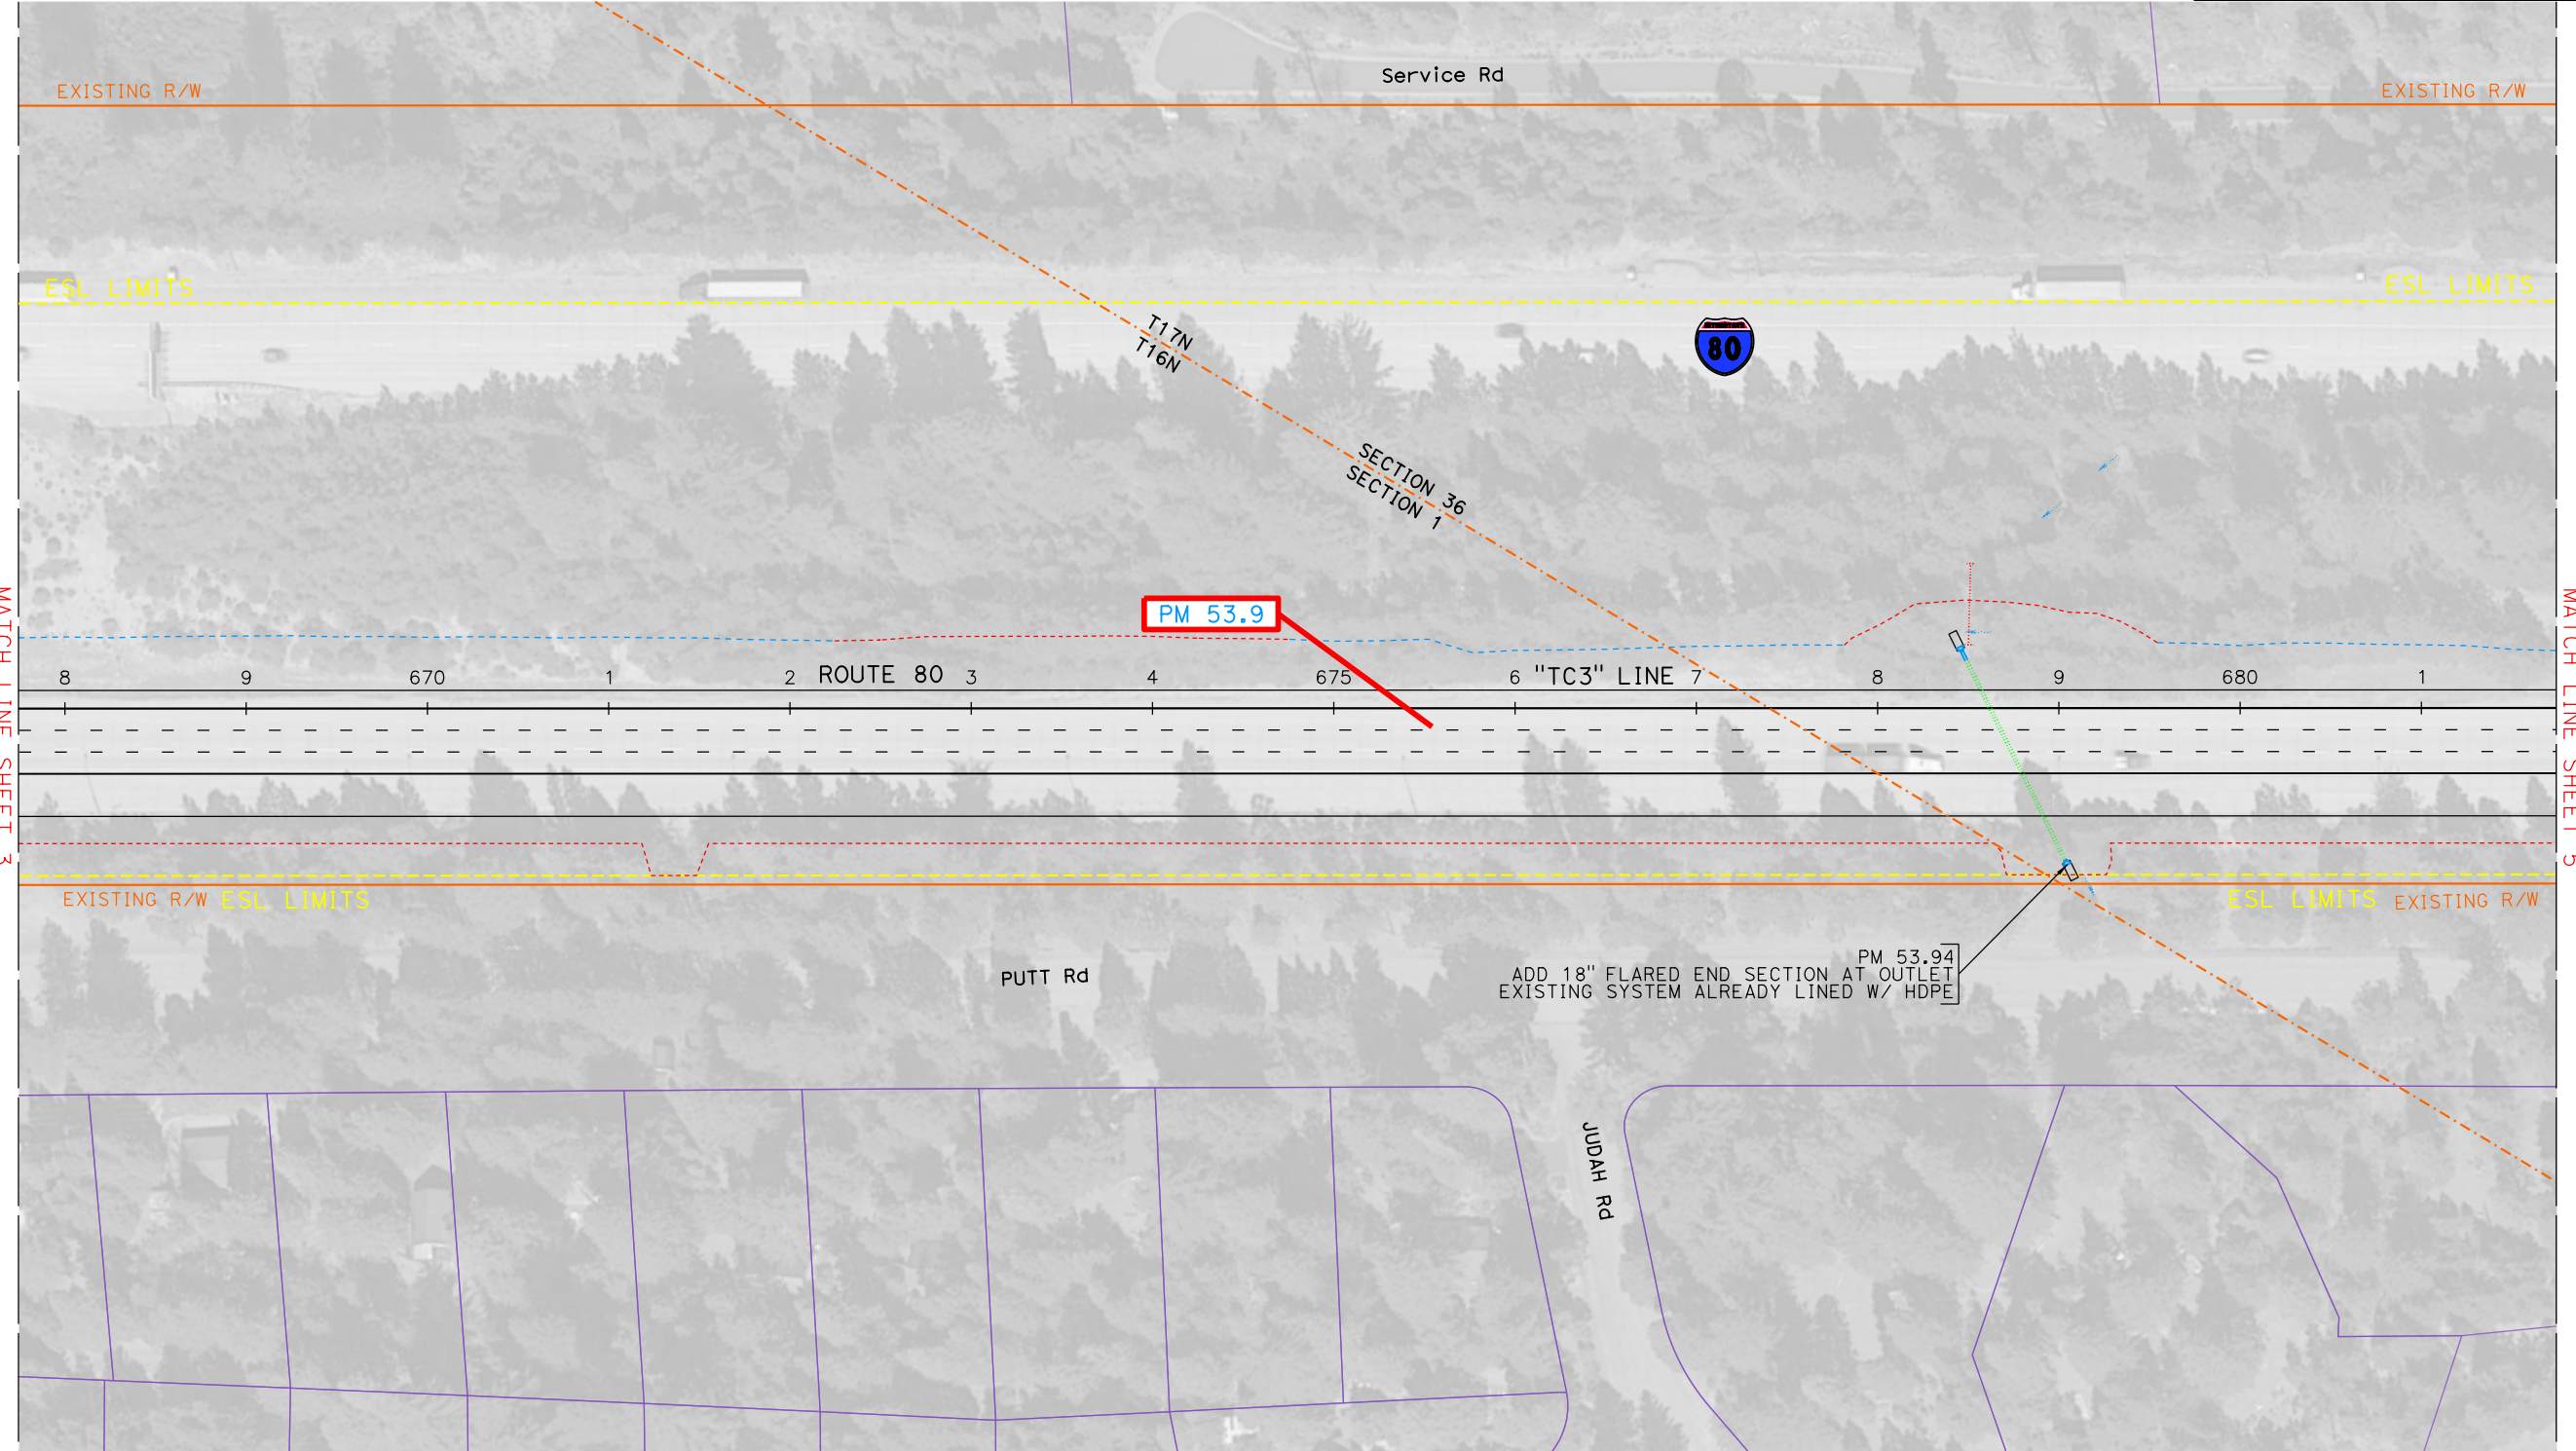 Service Rd
EXISTING R/W
EXISTING R/W
ESL LIMITS
ESL LIMITS
T17N
T16N
80
SECTION 36
SECTION 1
PM 53.9
MATCH LINE SHEET 3
MATCH LINE SHEET 5
8 9 670 1 2 ROUTE 80 3 4 675 6 "TC3" LINE 7 8 9 680 1
EXISTING R/W ESL LIMITS
ESL LIMITS EXISTING R/W
PM 53.94
ADD 18" FLARED END SECTION AT OUTLET
EXISTING SYSTEM ALREADY LINED W/ HDPE
PUTT Rd
JUDAH Rd